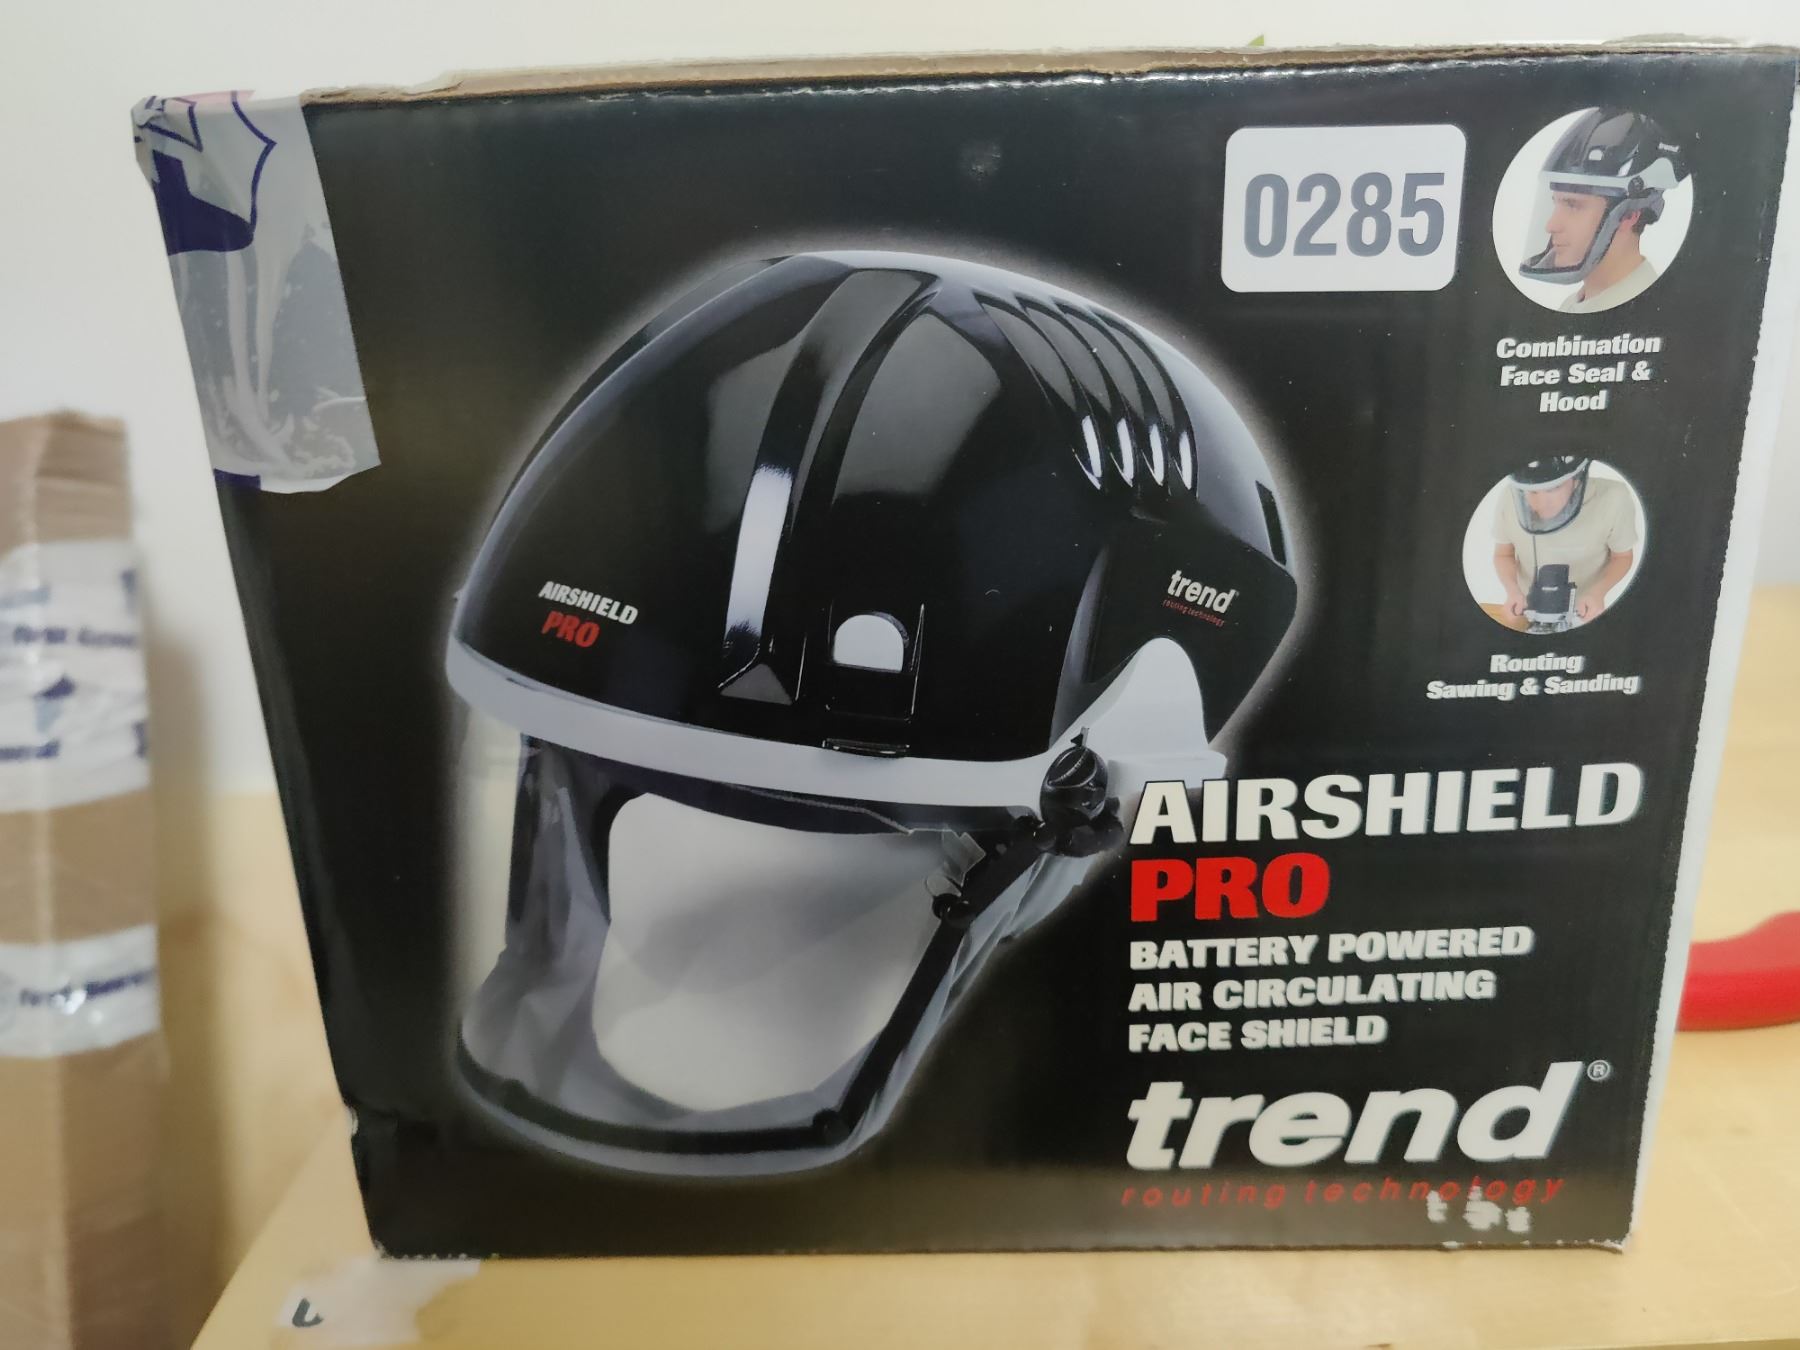 0285
trend
Combination
Face Seal &
Hood
AIRSHIELD
PRO
trend
routing technology
Routing
Sawing & Sanding
AIRSHIELD
PRO
BATTERY POWERED
AIR CIRCULATING
FACE SHIELD
trend®
routing technology